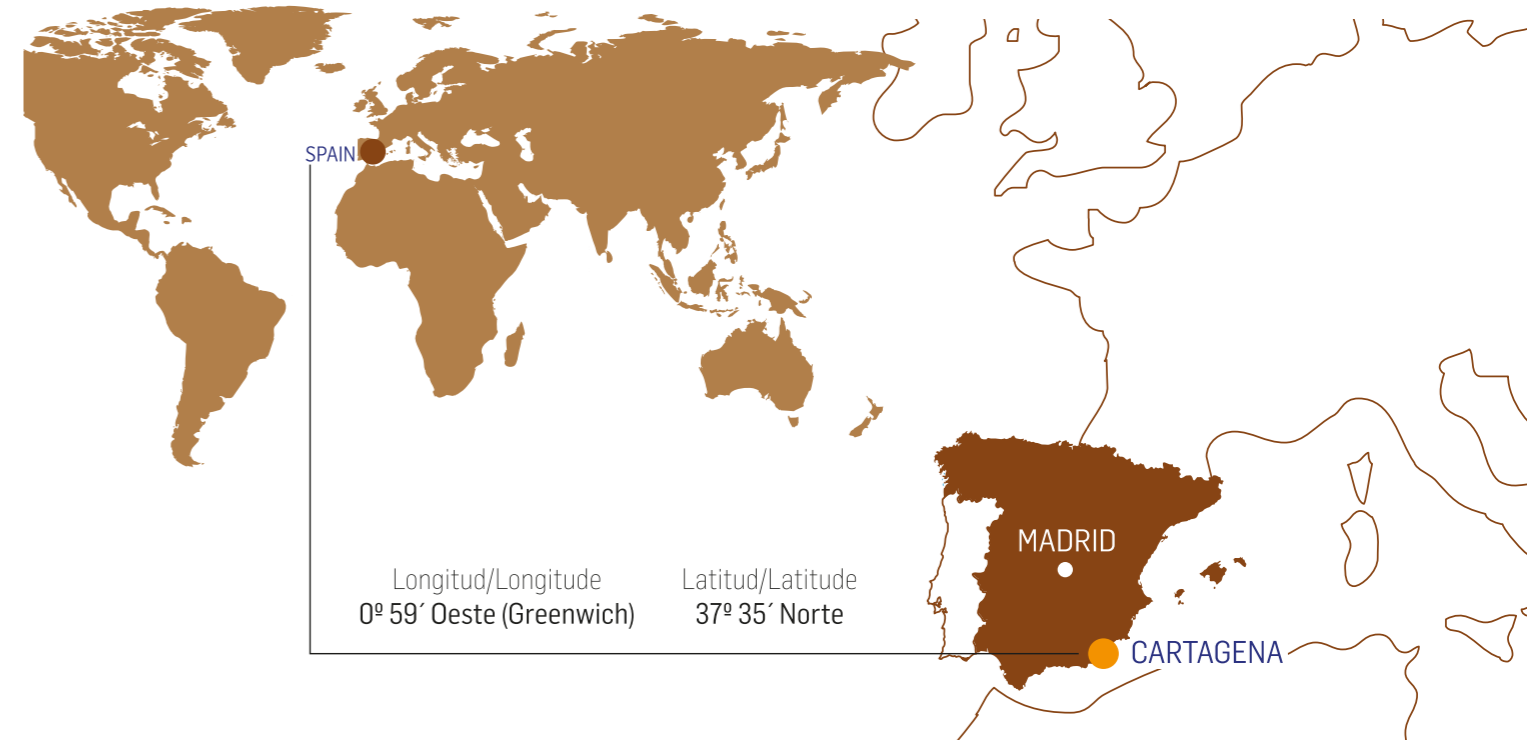 SPAIN
MADRID
Longitud/Longitude
0º 59´ Oeste (Greenwich)
Latitud/Latitude
37º 35´ Norte
CARTAGENA